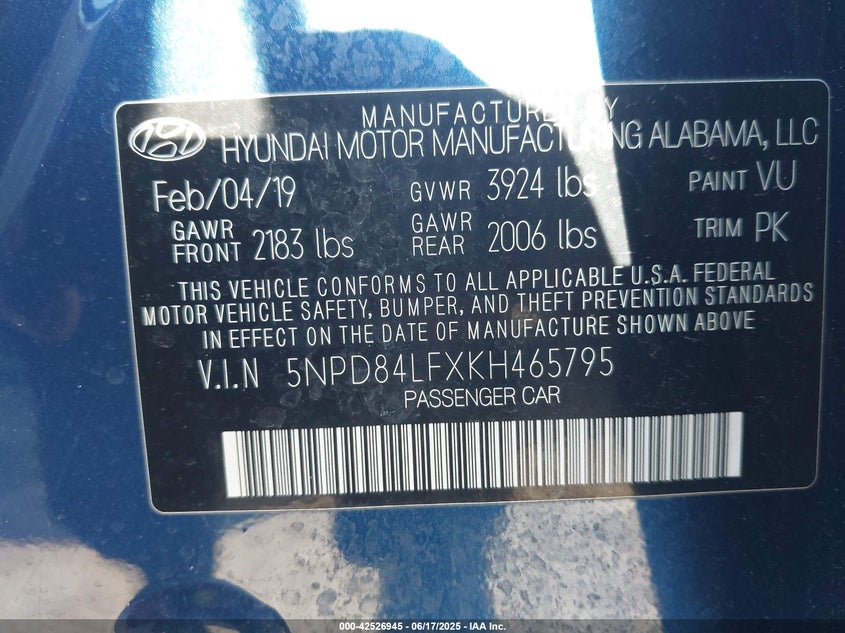 MANUFACTURED BY
HYUNDAI MOTOR MANUFACTURING ALABAMA, LLC
Feb/04/19 GVWR 3924 lbs PAINT VU
GAWR FRONT 2183 lbs GAWR REAR 2006 lbs TRIM PK
THIS VEHICLE CONFORMS TO ALL APPLICABLE U.S.A. FEDERAL
MOTOR VEHICLE SAFETY, BUMPER, AND THEFT PREVENTION STANDARDS
IN EFFECT ON THE DATE OF MANUFACTURE SHOWN ABOVE
V.I.N 5NPD84LFXKH465795
PASSENGER CAR
000-42526945 - 06/17/2025 - IAA Inc.